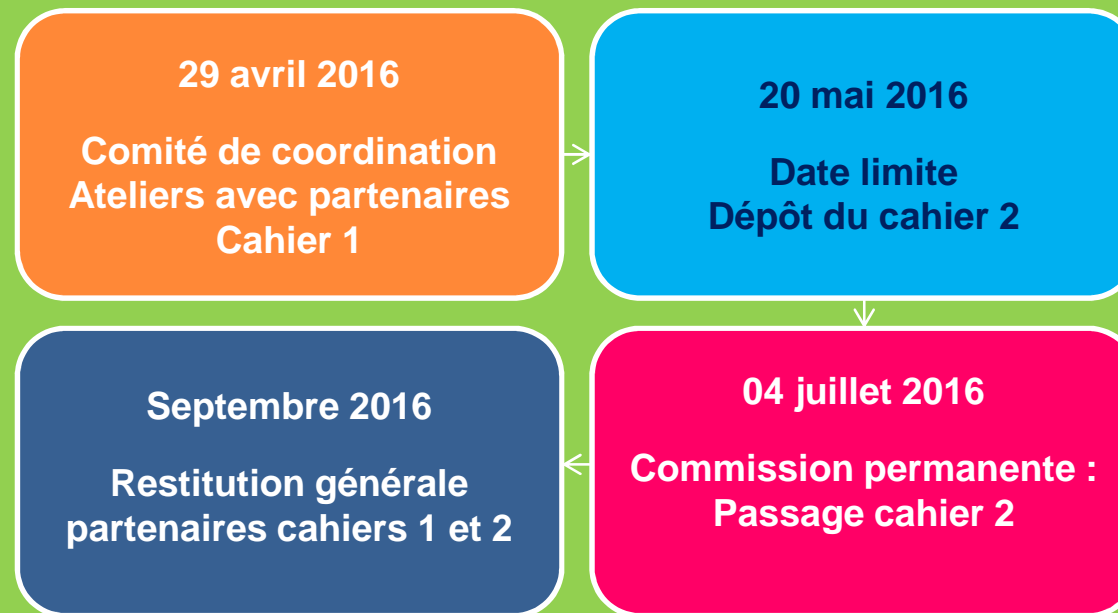 29 avril 2016
Comité de coordination
Ateliers avec partenaires
Cahier 1
20 mai 2016
Date limite
Dépôt du cahier 2
04 juillet 2016
Commission permanente :
Passage cahier 2
Septembre 2016
Restitution générale
partenaires cahiers 1 et 2